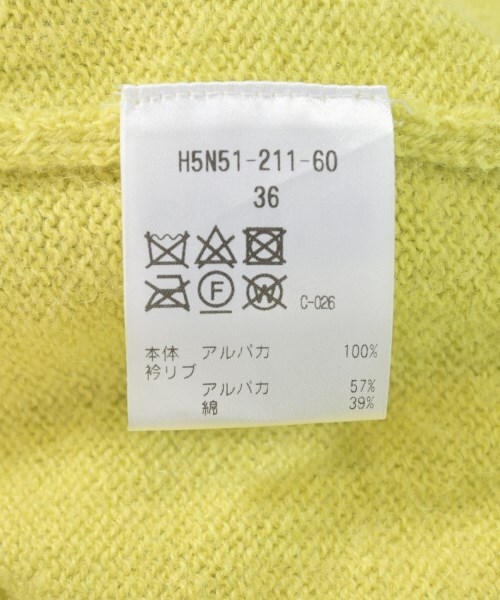 H5N51-211-60
36
F W C-026
本体 アルパカ 100%
衿リブ
アルパカ 57%
綿 39%